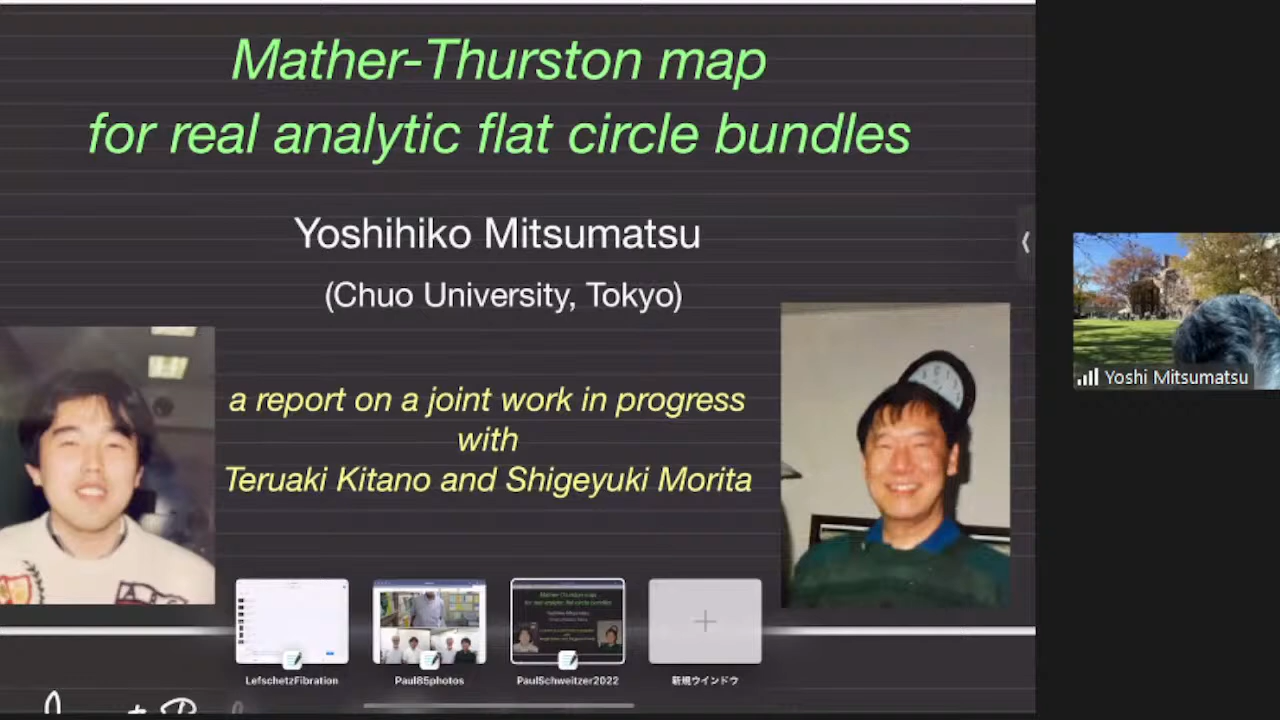 Mather-Thurston map
for real analytic flat circle bundles
Yoshihiko Mitsumatsu
(Chuo University, Tokyo)
a report on a joint work in progress
with
Teruaki Kitano and Shigeyuki Morita
Yoshi Mitsumatsu
LefschetzFibration
Paul85photos
PaulSchweitzer2022
新規ウインドウ